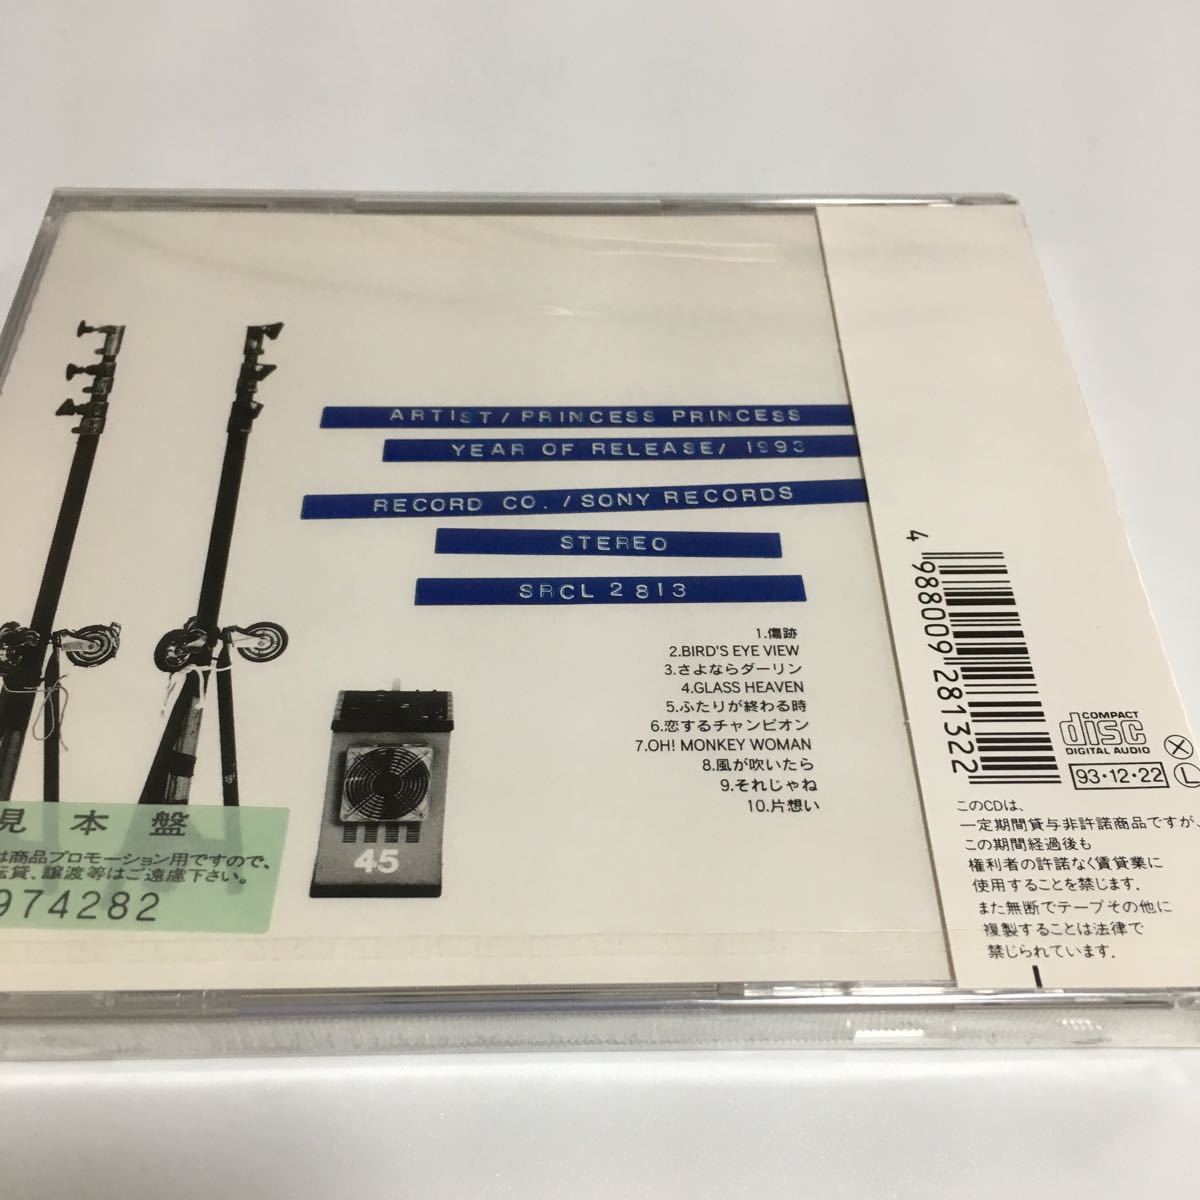 ARTIST/PRINCESS PRINCESS
YEAR OF RELEASE/ 1993
RECORD CO. /SONY RECORDS
STEREO
SRCL 2813
1.傷跡
2.BIRD'S EYE VIEW
3.さよならダーリン
4.GLASS HEAVEN
5.ふたりが終わる時
6.恋するチャンピオン
7.OH! MONKEY WOMAN
8.風が吹いたら
9.それじゃね
10.片想い
45
見本盤
は商品プロモーション用ですので、
転貸、譲渡等はご遠慮下さい。
974282
4 988009 281322
COMPACT
disc
DIGITAL AUDIO
X
93・12・22
L
このCDは、
一定期間貸与非許諾商品ですが、
この期間経過後も
権利者の許諾なく賃貸業に
使用することを禁じます.
また無断でテープその他に
複製することは法律で
禁じられています.